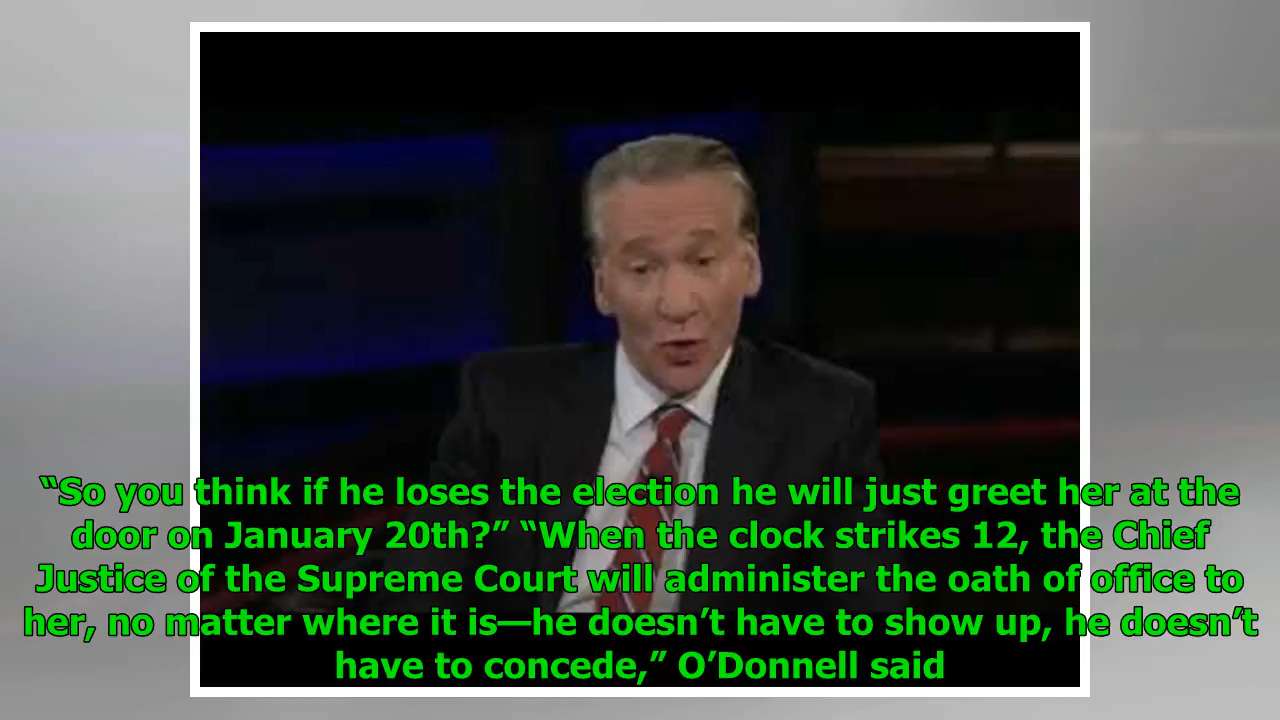 “So you think if he loses the election he will just greet her at the
door on January 20th?” “When the clock strikes 12, the Chief
Justice of the Supreme Court will administer the oath of office to
her, no matter where it is—he doesn’t have to show up, he doesn’t
have to concede,” O’Donnell said